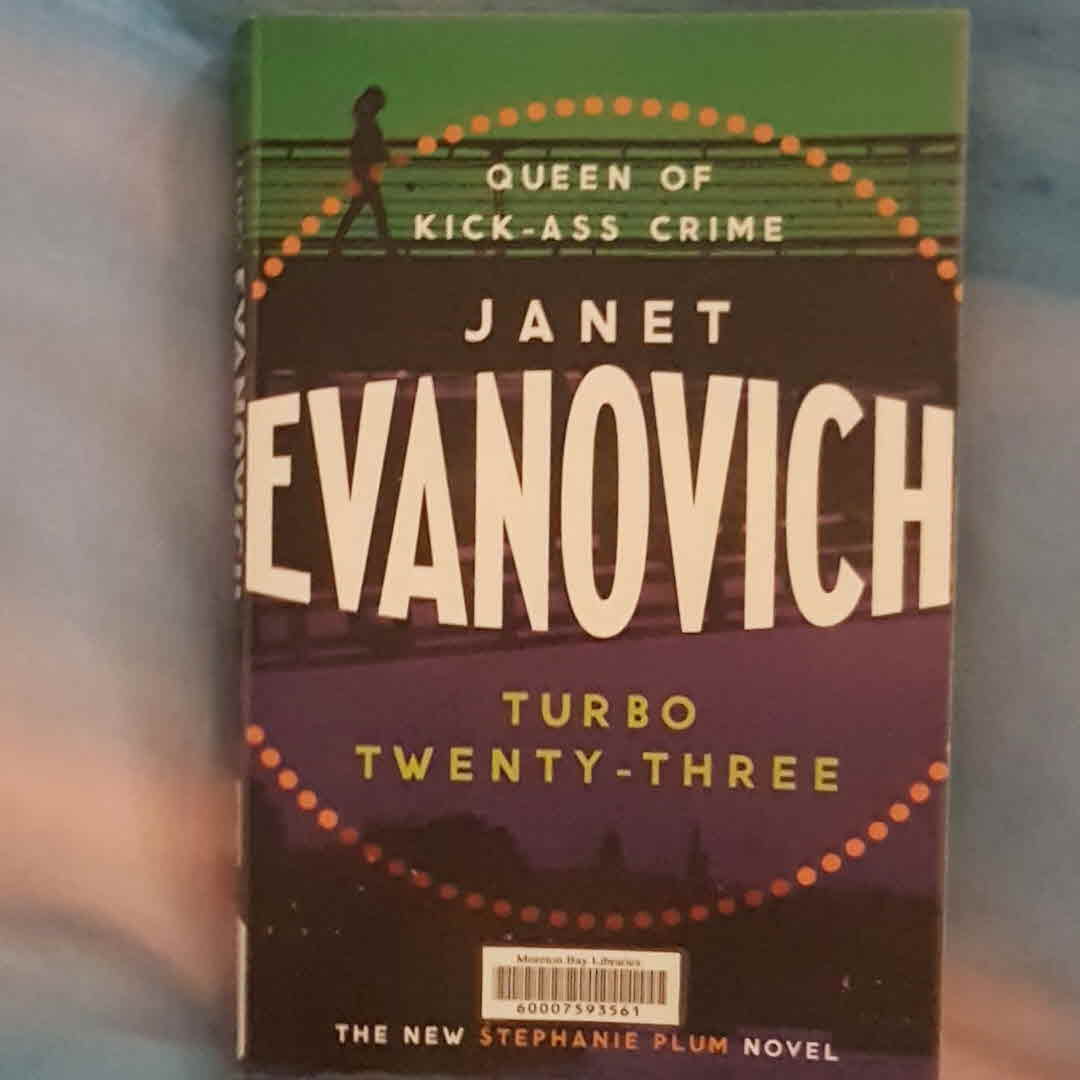 QUEEN OF
KICK-ASS CRIME
JANET
EVANOVICH
TURBO
TWENTY-THREE
Moreton Bay Libraries
60007593561
THE NEW STEPHANIE PLUM NOVEL